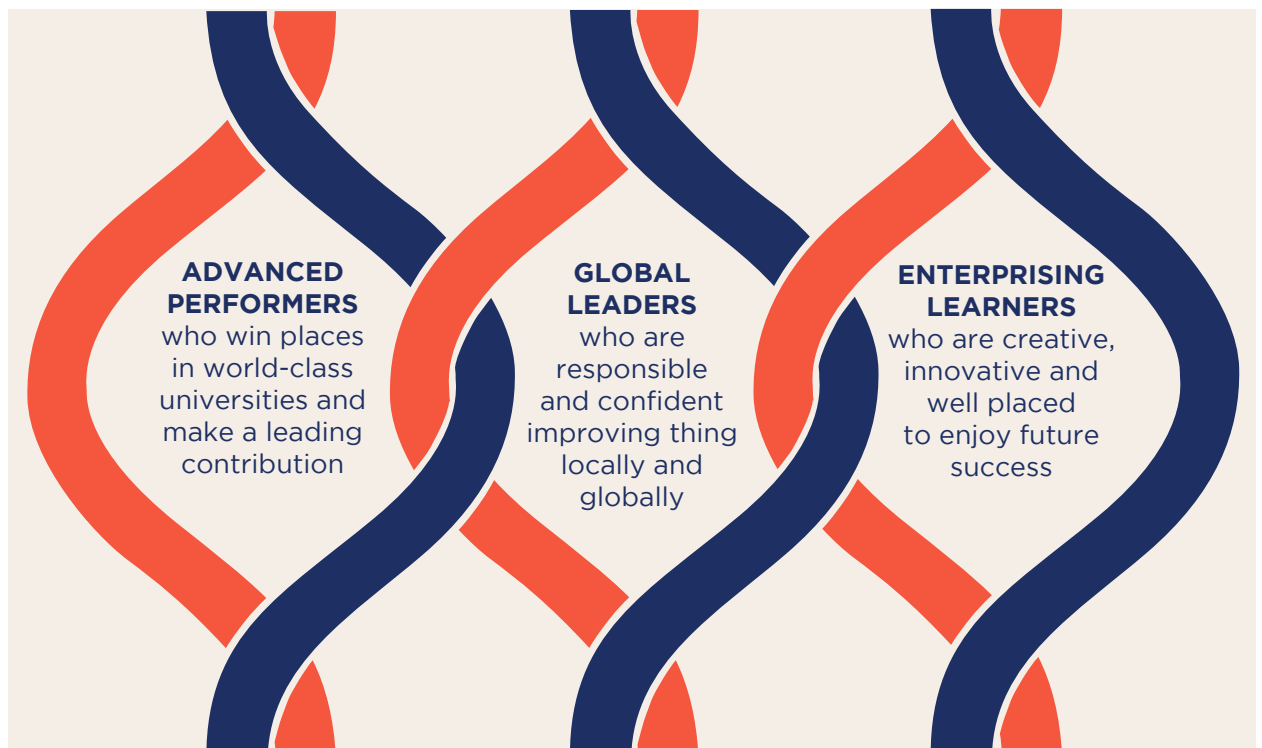 ADVANCED
PERFORMERS
who win places
in world-class
universities and
make a leading
contribution
GLOBAL
LEADERS
who are
responsible
and confident
improving thing
locally and
globally
ENTERPRISING
LEARNERS
who are creative,
innovative and
well placed
to enjoy future
success